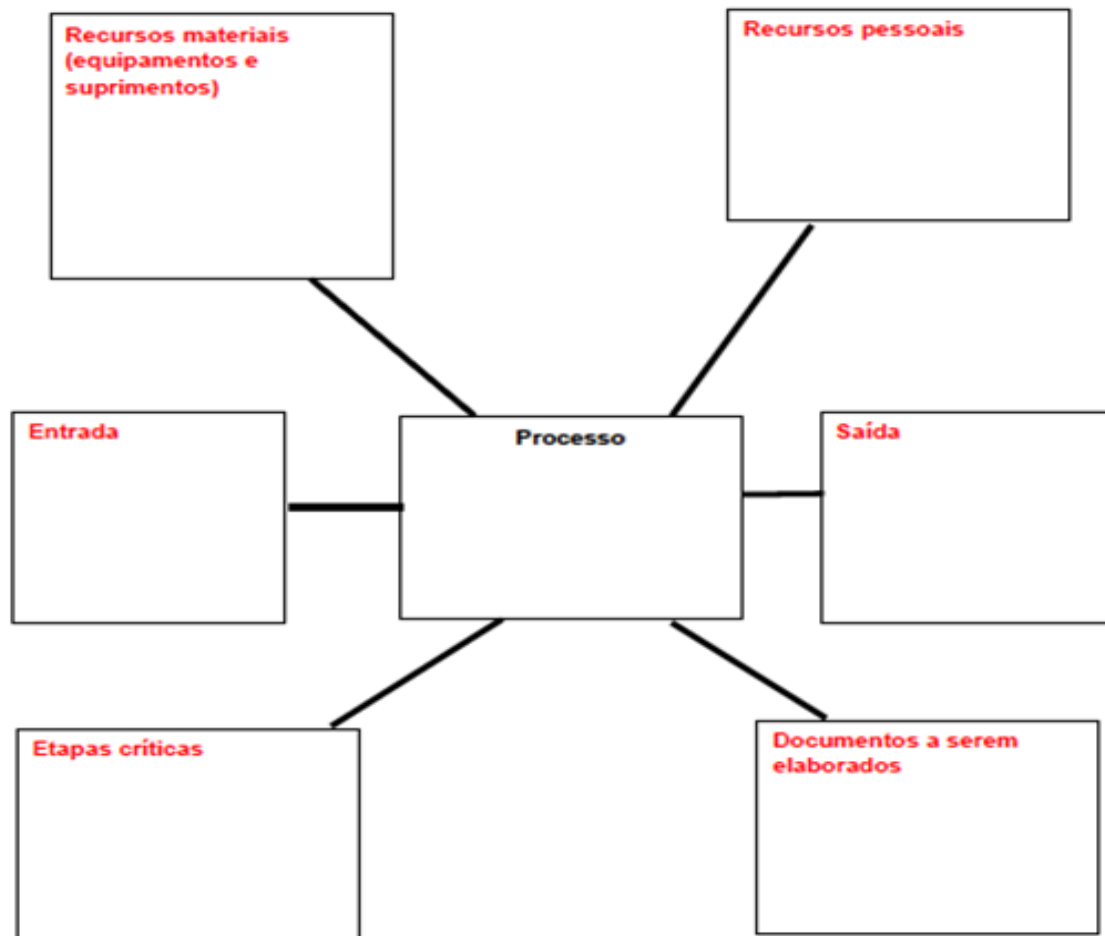 Recursos materiais
(equipamentos e
suprimentos)
Recursos pessoais
Entrada
Processo
Saída
Etapas críticas
Documentos a serem
elaborados